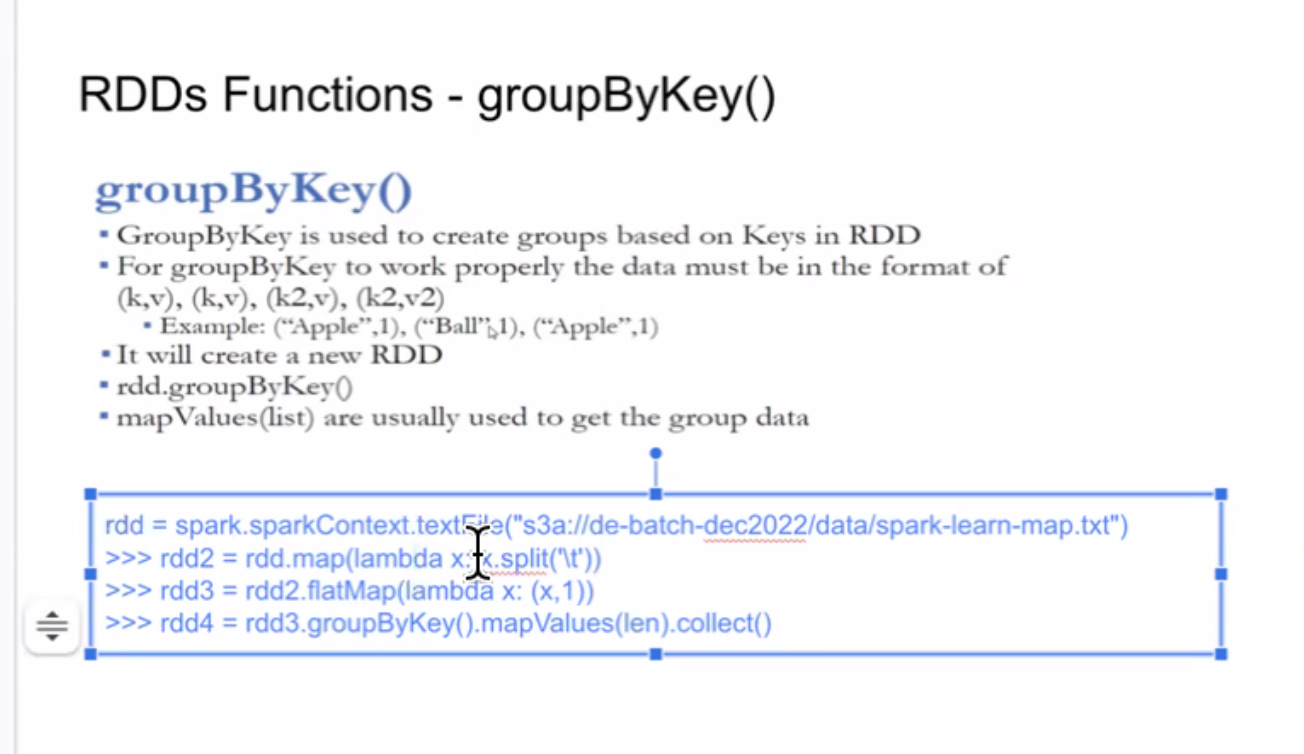 RDDs Functions - groupByKey()
groupByKey()
▪ GroupByKey is used to create groups based on Keys in RDD
▪ For groupByKey to work properly the data must be in the format of
(k,v), (k,v), (k2,v), (k2,v2)
▪ Example: (“Apple”,1), (“Ball”,1), (“Apple”,1)
▪ It will create a new RDD
▪ rdd.groupByKey()
▪ mapValues(list) are usually used to get the group data
rdd = spark.sparkContext.textFile("s3a://de-batch-dec2022/data/spark-learn-map.txt")
>>> rdd2 = rdd.map(lambda x: x.split('\t'))
>>> rdd3 = rdd2.flatMap(lambda x: (x,1))
>>> rdd4 = rdd3.groupByKey().mapValues(len).collect()